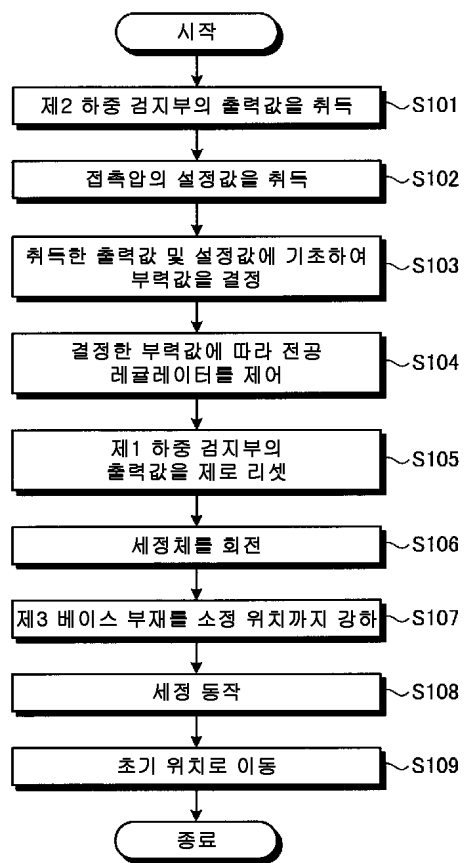 시작
제2 하중 검지부의 출력값을 취득
S101
접촉압의 설정값을 취득
S102
취득한 출력값 및 설정값에 기초하여
부력값을 결정
S103
결정한 부력값에 따라 전공
레귤레이터를 제어
S104
제1 하중 검지부의
출력값을 제로 리셋
S105
세정체를 회전
S106
제3 베이스 부재를 소정 위치까지 강하
S107
세정 동작
S108
초기 위치로 이동
S109
종료